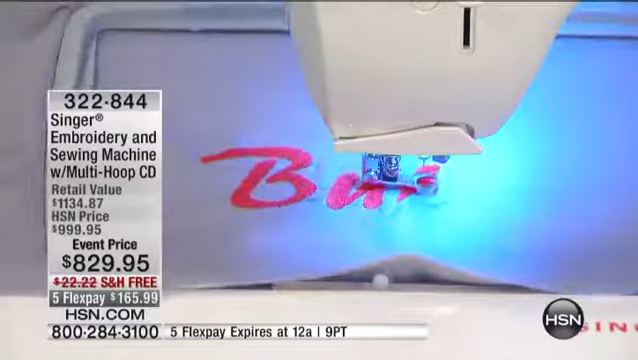 322-844
Singer®
Embroidery and
Sewing Machine
w/Multi-Hoop CD
Retail Value
$1134.87
HSN Price
$999.95
Event Price
$829.95
$22.22 S&H FREE
5 Flexpay $165.99
HSN.COM
800-284-3100
5 Flexpay Expires at 12a | 9PT
HSN
SIN